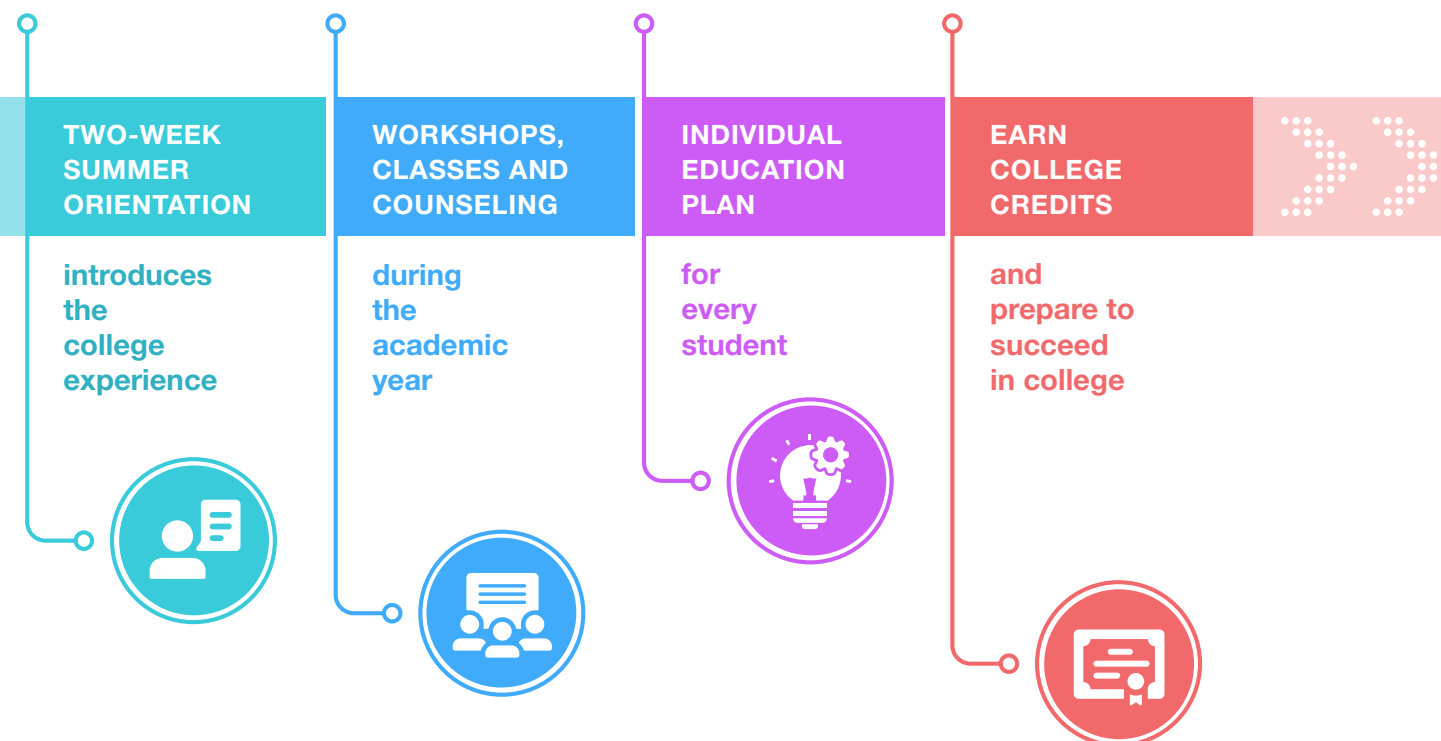 TWO-WEEK
SUMMER
ORIENTATION
introduces
the
college
experience
WORKSHOPS,
CLASSES AND
COUNSELING
during
the
academic
year
INDIVIDUAL
EDUCATION
PLAN
for
every
student
EARN
COLLEGE
CREDITS
and
prepare to
succeed
in college